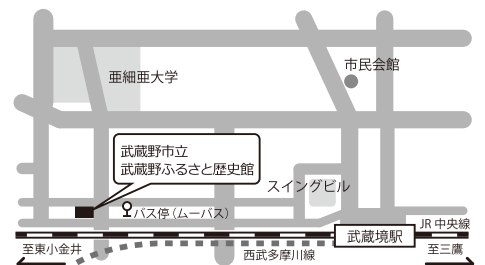 市民会館
亜細亜大学
武蔵野市立
武蔵野ふるさと歴史館
スイングビル
バス停（ムーバス）
JR 中央線
武蔵境駅
至東小金井
西武多摩川線
至三鷹